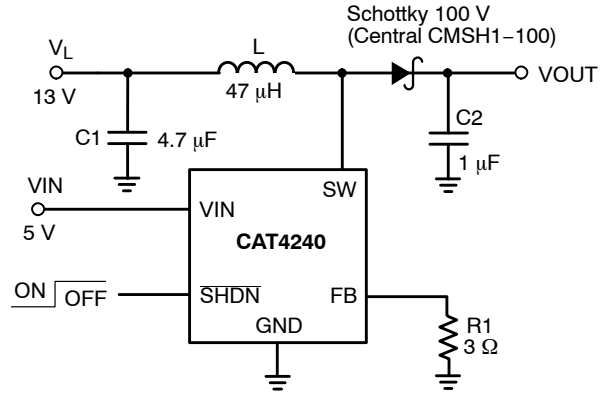 Schottky 100 V
(Central CMSH1−100)
VL
L
VOUT
13 V
47 μH
C1
4.7 μF
C2
1 μF
VIN
5 V
SW
VIN
CAT4240
ON
OFF
SHDN
FB
GND
R1
3 Ω